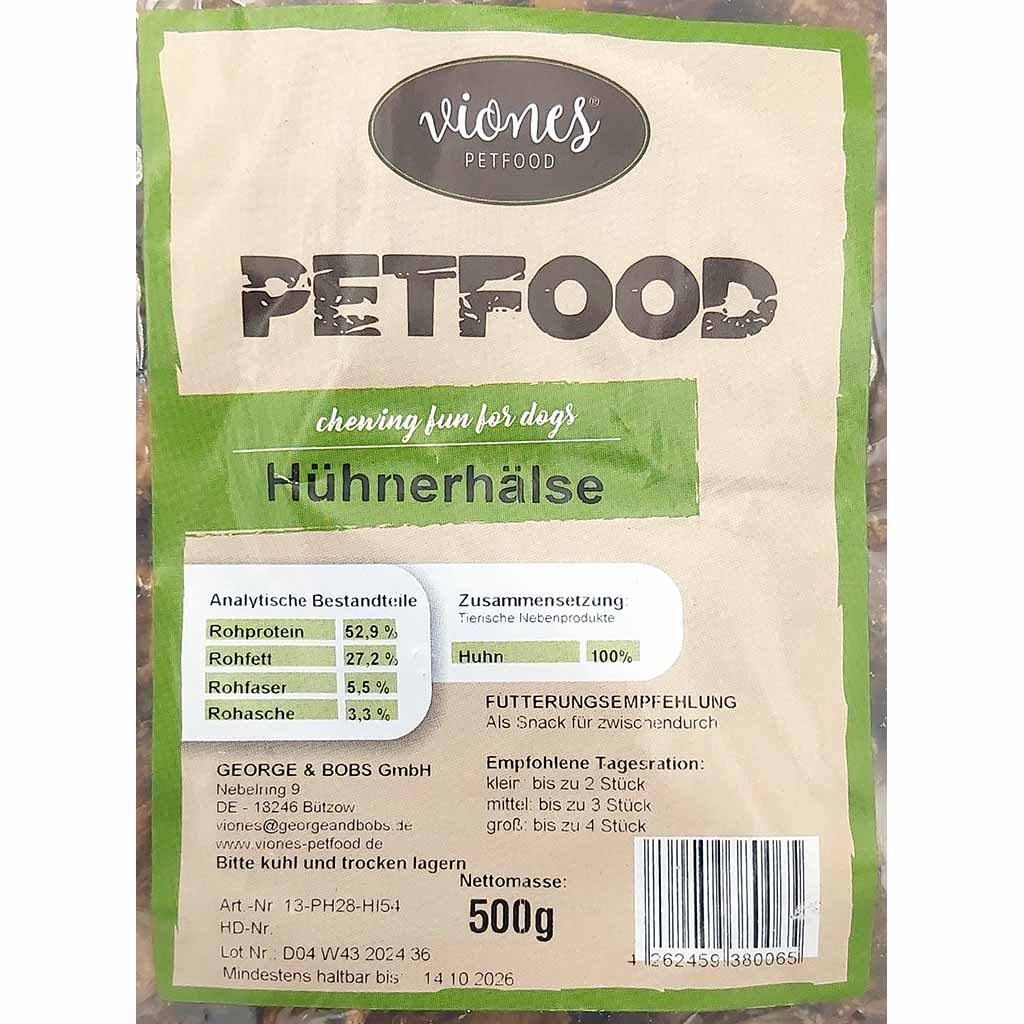 viones®
PETFOOD
PETFOOD
chewing fun for dogs
Hühnerhälse
Analytische Bestandteile
Rohprotein 52,9 %
Rohfett 27,2 %
Rohfaser 5,5 %
Rohasche 3,3 %
Zusammensetzung:
Tierische Nebenprodukte
Huhn 100%
FÜTTERUNGSEMPFEHLUNG
Als Snack für zwischendurch
Empfohlene Tagesration:
klein: bis zu 2 Stück
mittel: bis zu 3 Stück
groß: bis zu 4 Stück
GEORGE & BOBS GmbH
Nebelring 9
DE - 18246 Bützow
viones@georgeandbobs.de
www.viones-petfood.de
Bitte kühl und trocken lagern
Nettomasse:
500g
Art.-Nr. 13-PH28-HI54
HD-Nr.
Lot Nr.: D04 W43 2024 36
Mindestens haltbar bis: 14.10.2026
4 262459 380065